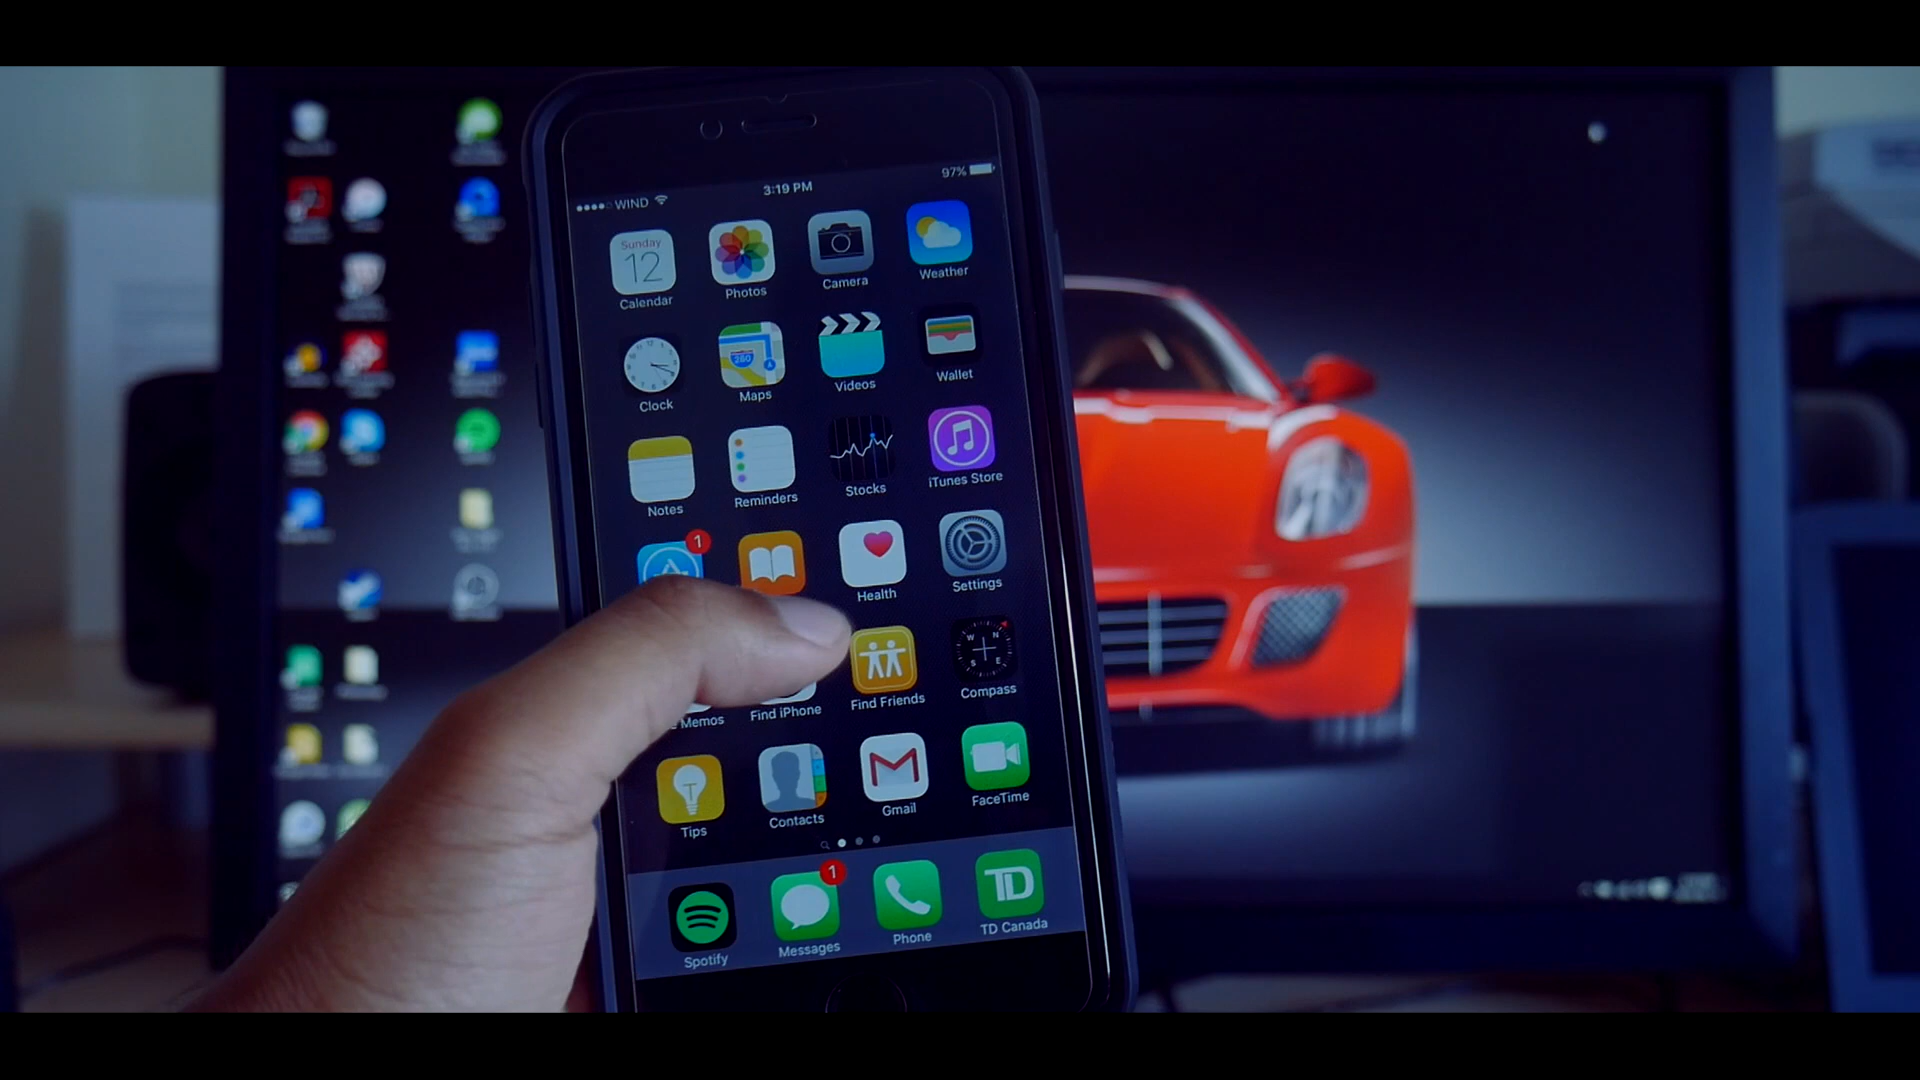 WIND 3:19 PM 97%
Sunday
12
Calendar Photos Camera Weather
280
Clock Maps Videos Wallet
Notes Reminders Stocks iTunes Store
1
Health Settings
W N
S E
Memos Find iPhone Find Friends Compass
Tips Contacts Gmail FaceTime
1
TD
Spotify Messages Phone TD Canada